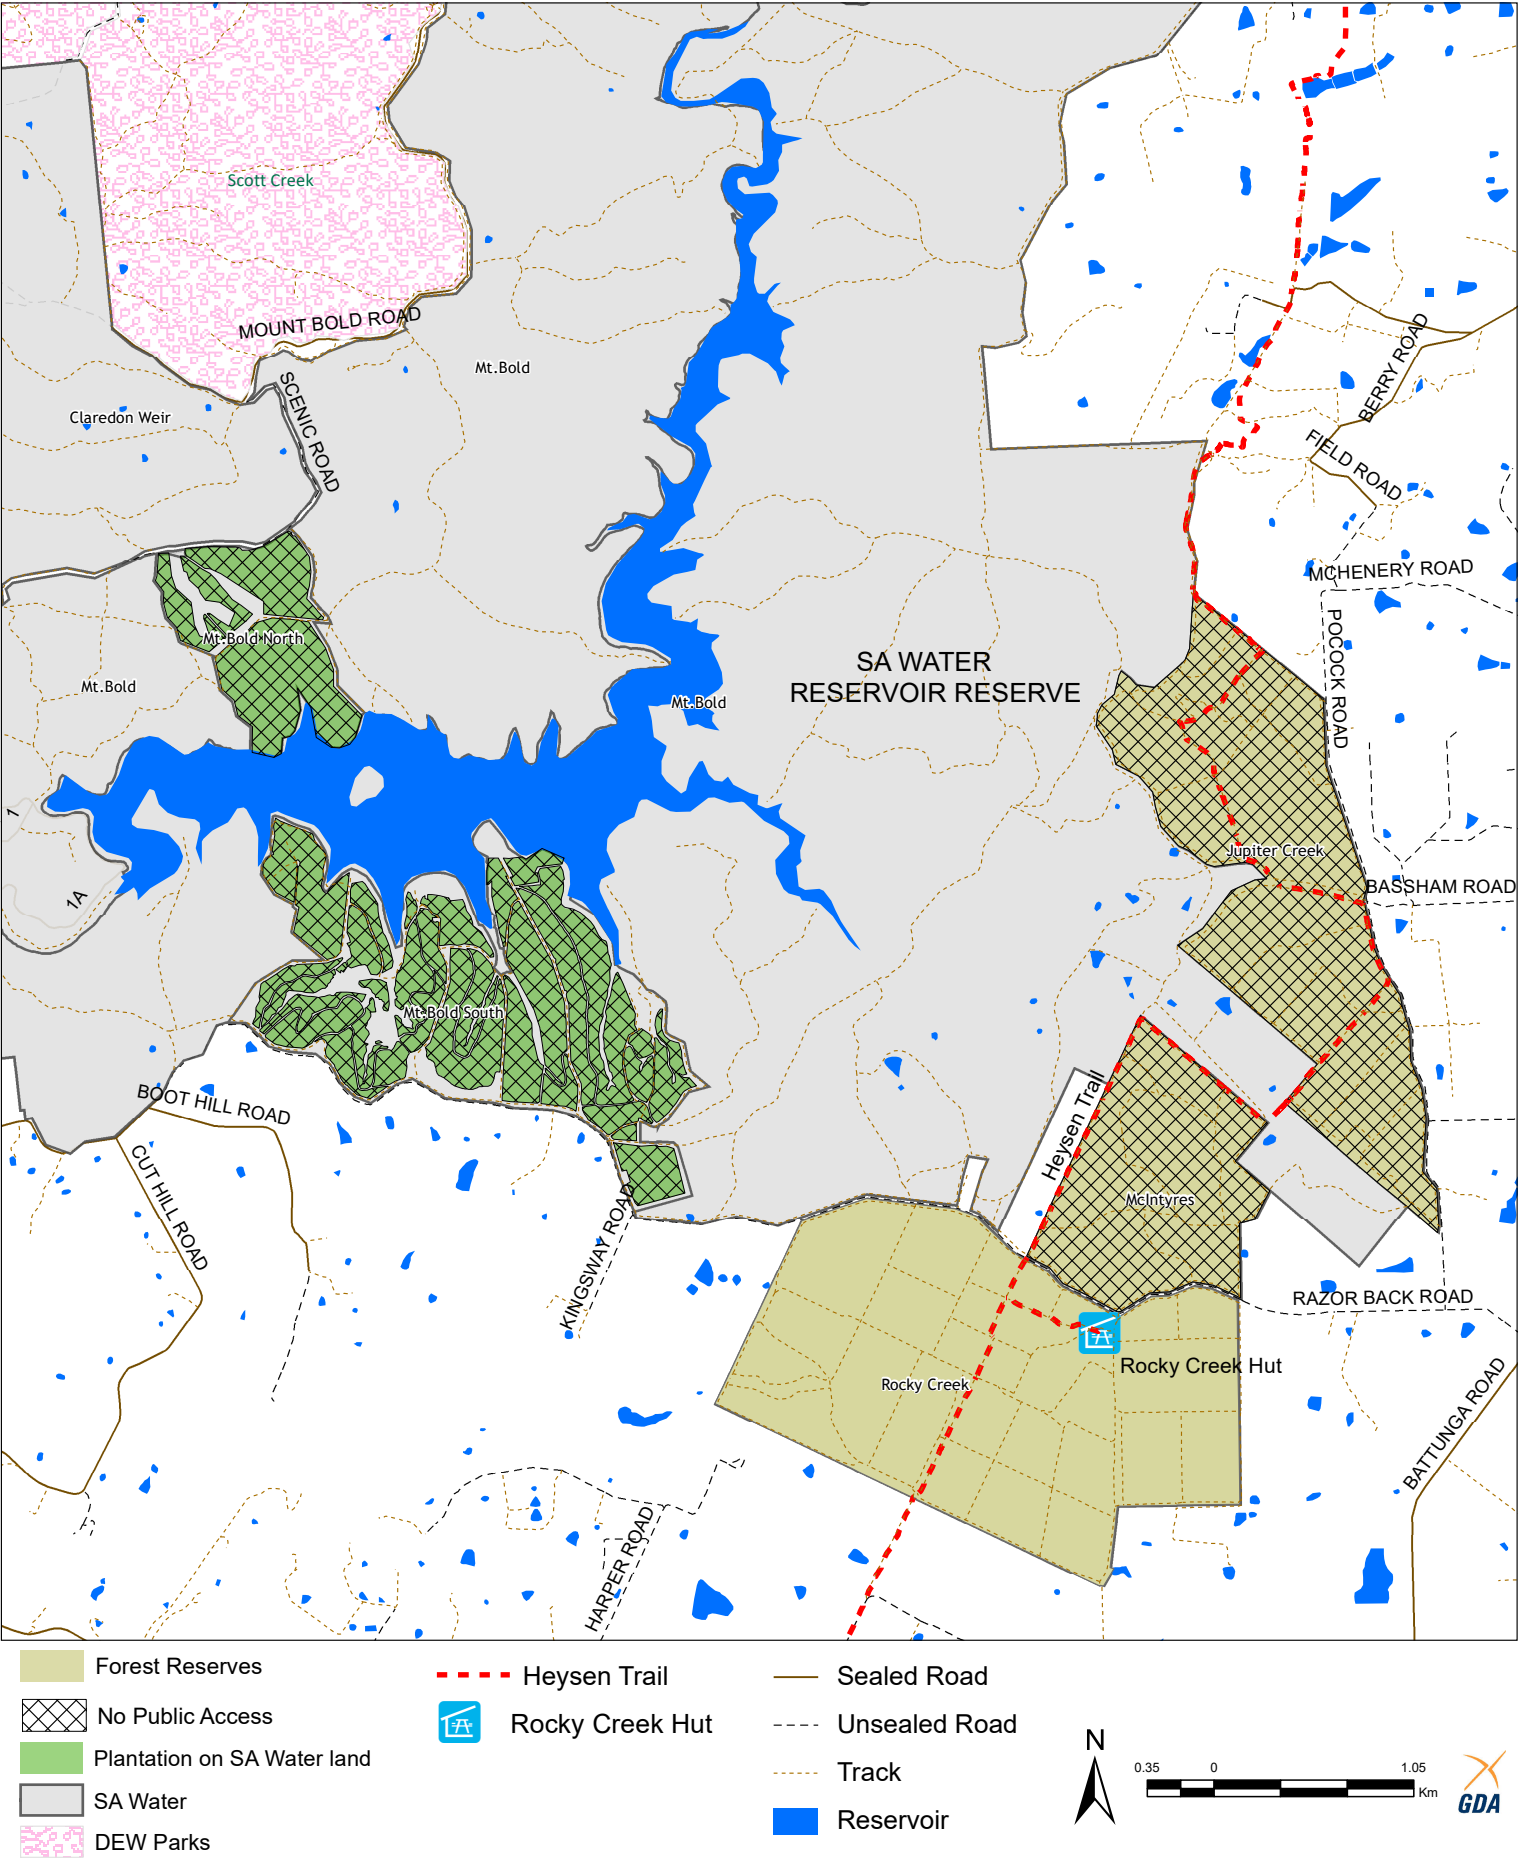 Scott Creek
MOUNT BOLD ROAD
Mt.Bold
SCENIC ROAD
Claredon Weir
BERRY ROAD
FIELD ROAD
MCHENERY ROAD
POCOCK ROAD
Mt.Bold North
Mt.Bold
SA WATER
RESERVOIR RESERVE
Mt.Bold
1
1A
Jupiter Creek
BASSHAM ROAD
Mt.Bold South
BOOT HILL ROAD
CUT HILL ROAD
KINGSWAY ROAD
Heysen Trail
McIntyres
RAZOR BACK ROAD
Rocky Creek Hut
Rocky Creek
BATTUNGA ROAD
HARPER ROAD
Forest Reserves
No Public Access
Plantation on SA Water land
SA Water
DEW Parks
Heysen Trail
Rocky Creek Hut
Sealed Road
Unsealed Road
Track
Reservoir
N
0.35 0 1.05
Km
GDA